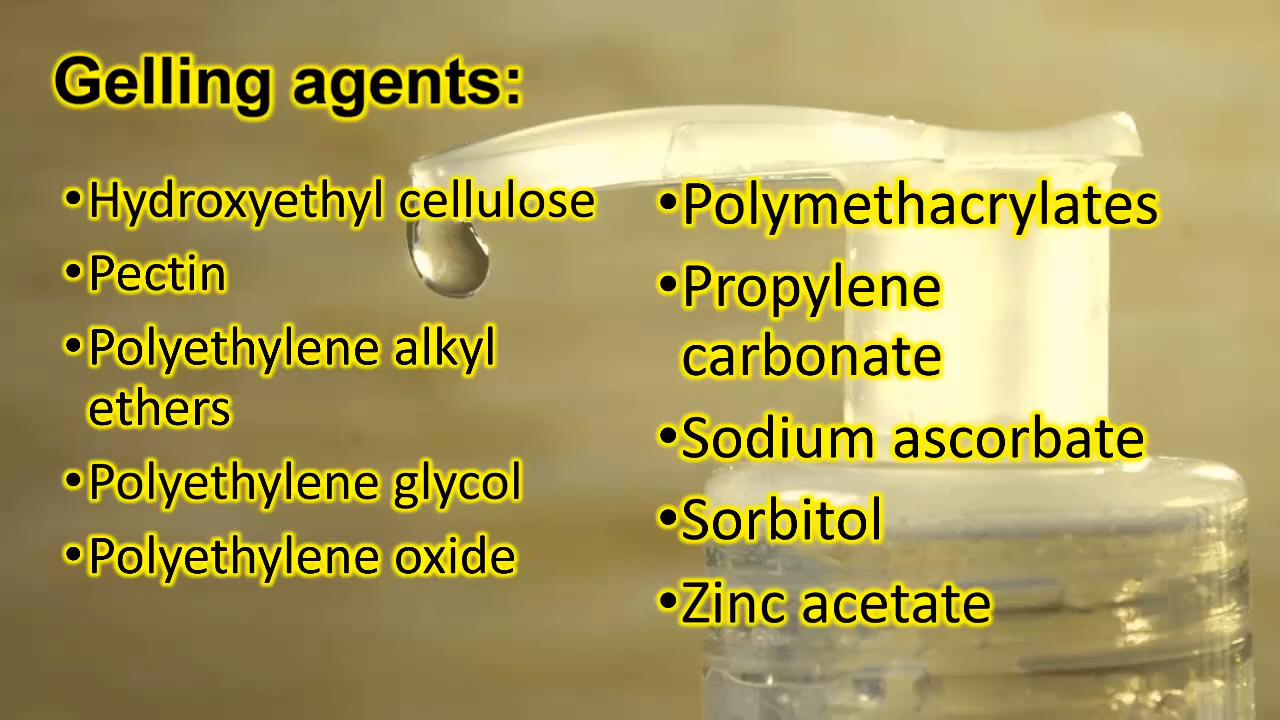 Gelling agents:
•Hydroxyethyl cellulose
•Pectin
•Polyethylene alkyl
ethers
•Polyethylene glycol
•Polyethylene oxide
•Polymethacrylates
•Propylene
carbonate
•Sodium ascorbate
•Sorbitol
•Zinc acetate